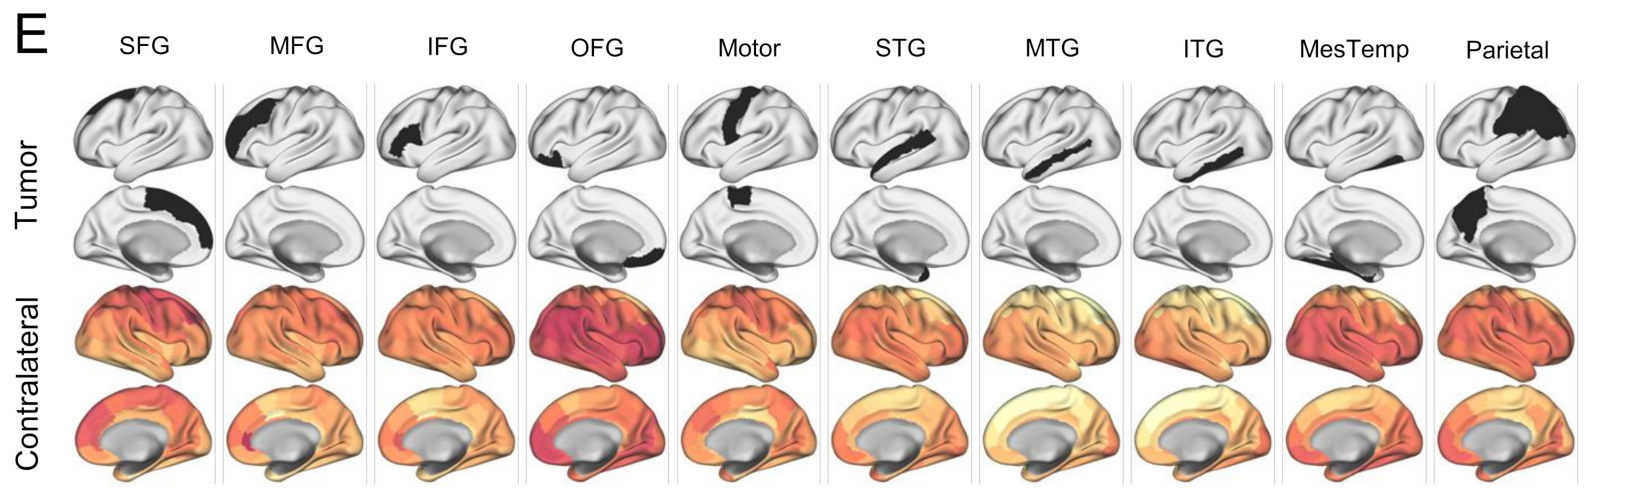 E
SFG MFG IFG OFG Motor STG MTG ITG MesTemp Parietal
Tumor
Contralateral